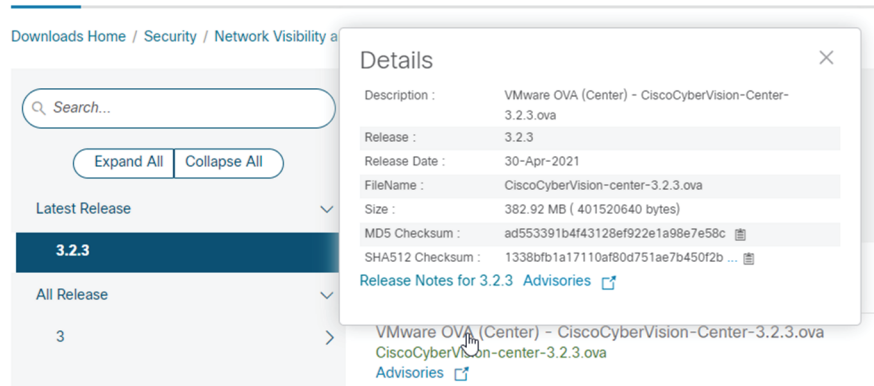 Downloads Home / Security / Network Visibility a
Search...
Expand All Collapse All
Latest Release
3.2.3
All Release
3
Details
Description : VMware OVA (Center) - CiscoCyberVision-Center-
3.2.3.ova
Release : 3.2.3
Release Date : 30-Apr-2021
FileName : CiscoCyberVision-center-3.2.3.ova
Size : 382.92 MB ( 401520640 bytes)
MD5 Checksum : ad553391b4f43128ef922e1a98e7e58c
SHA512 Checksum : 1338bfb1a17110af80d751ae7b450f2b ...
Release Notes for 3.2.3 Advisories
VMware OVA (Center) - CiscoCyberVision-Center-3.2.3.ova
CiscoCyberVision-center-3.2.3.ova
Advisories